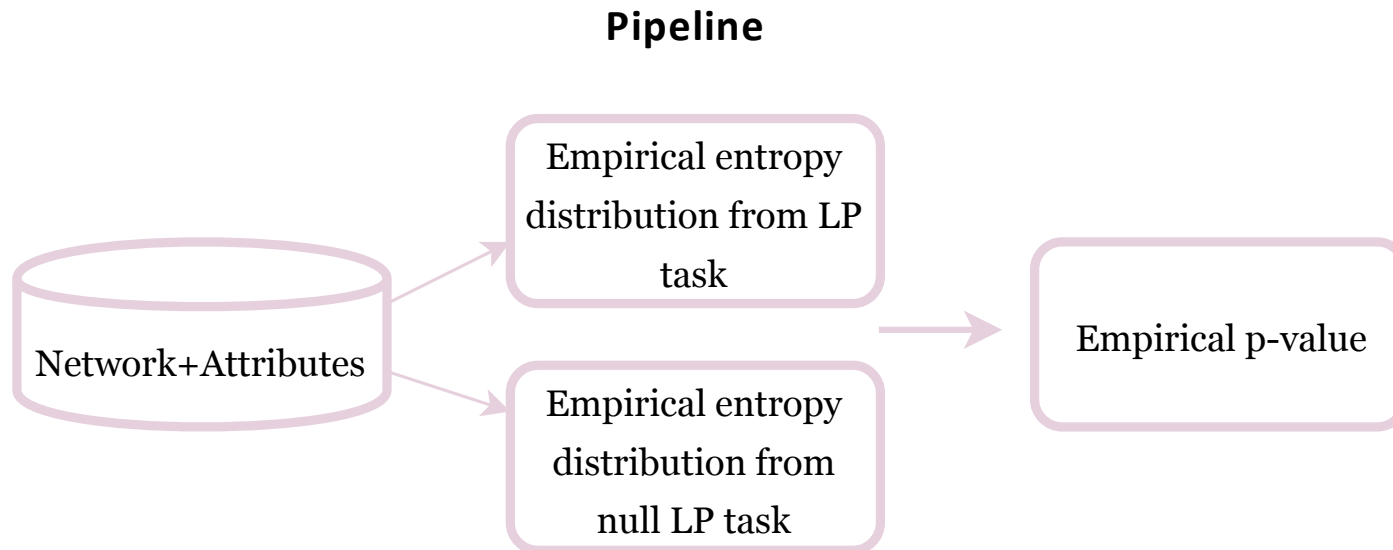 Pipeline
Empirical entropy
distribution from LP
task
Network+Attributes
Empirical p-value
Empirical entropy
distribution from
null LP task